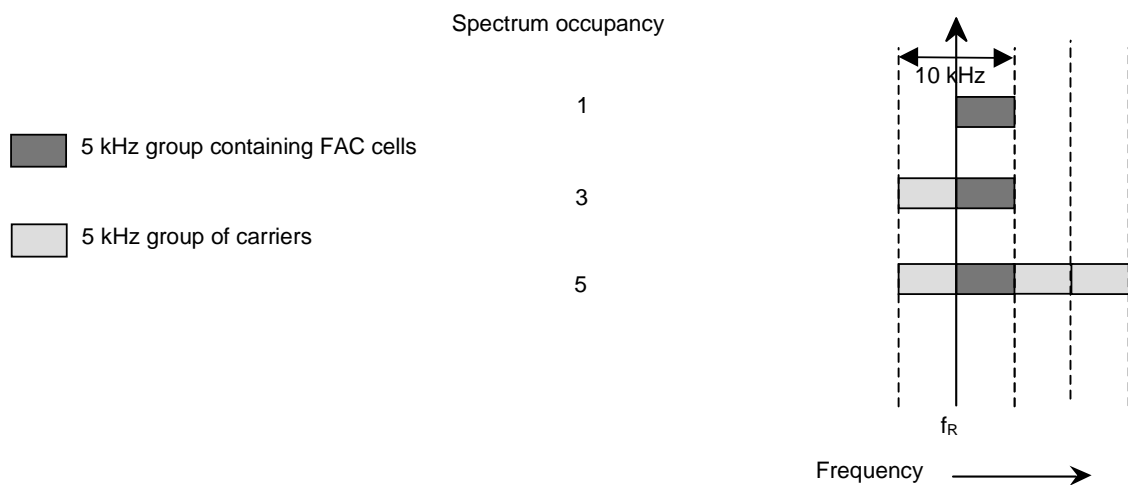 Spectrum occupancy
10 kHz
1
5 kHz group containing FAC cells
3
5 kHz group of carriers
5
fR
Frequency